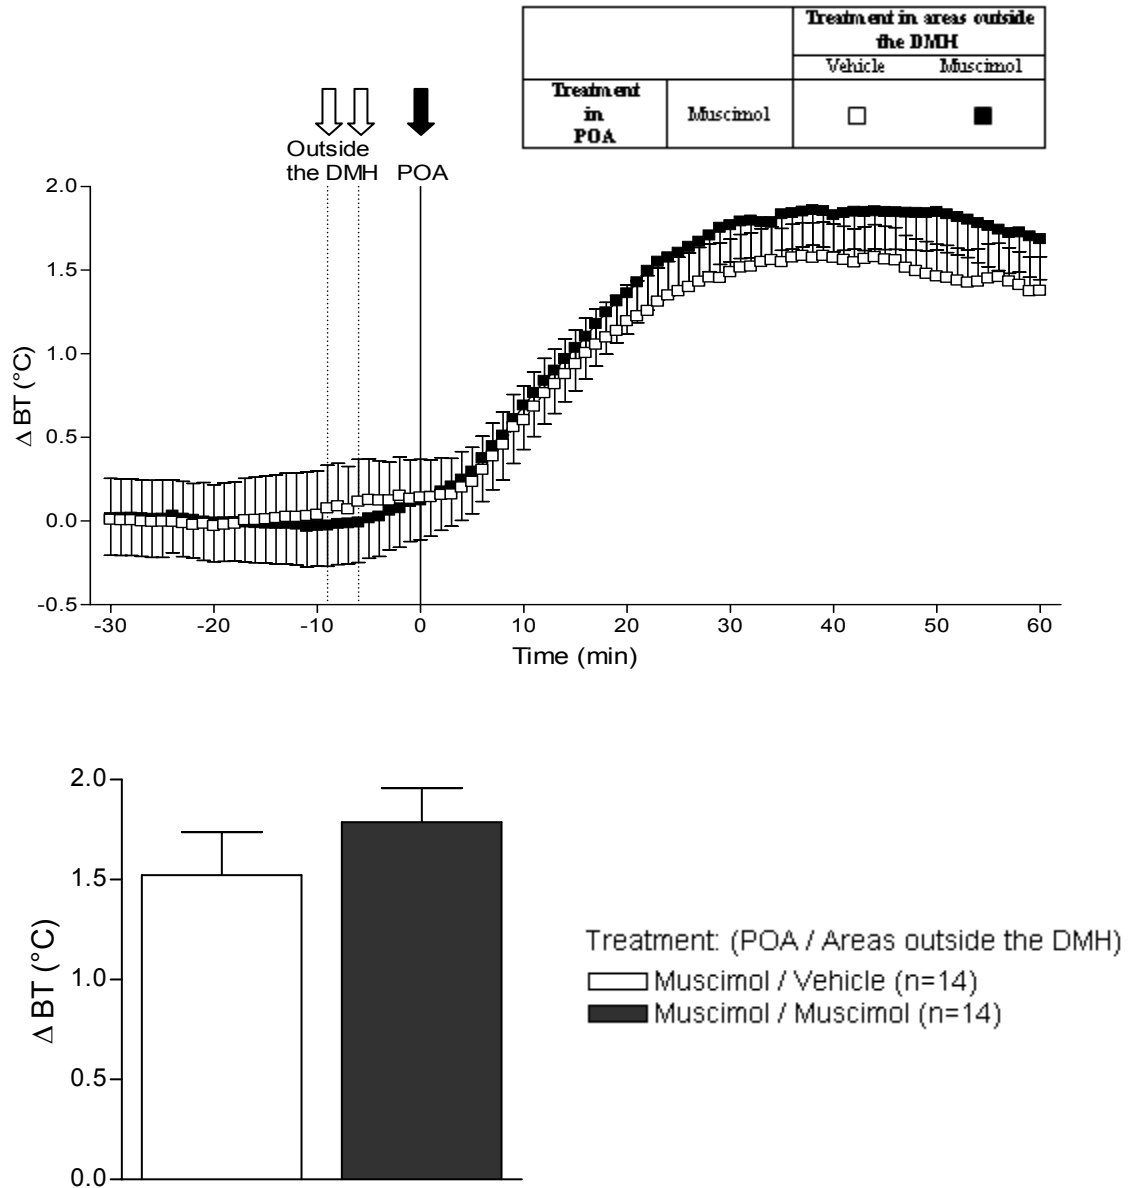 Treatment in areas outside
the DMH
Vehicle Muscimol
Treatment
in
POA
Muscimol
□ ■
Outside
the DMH POA
2.0
1.5
1.0
0.5
0.0
-0.5
Δ BT (°C)
-30 -20 -10 0 10 20 30 40 50 60
Time (min)
2.0
1.5
1.0
0.5
0.0
Δ BT (°C)
Treatment: (POA / Areas outside the DMH)
Muscimol / Vehicle (n=14)
Muscimol / Muscimol (n=14)